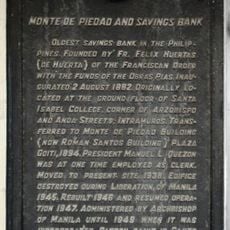 MONTE DE PIEDAD AND SAVINGS BANK
OLDEST SAVINGS BANK IN THE PHILIP-
PINES. FOUNDED BY FR. FELIX HUERTAS
(DE HUERTA) OF THE FRANCISCAN ORDER
WITH THE FUNDS OF THE OBRAS PIAS. INAUG-
URATED 2 AUGUST 1882. ORIGINALLY LO-
CATED AT THE GROUND FLOOR OF SANTA
ISABEL COLLEGE, CORNER OF ARZOBISPO
AND ANDA STREETS; INTRAMUROS. TRANS-
FERRED TO MONTE DE PIEDAD BUILDING
(NOW ROMAN SANTOS BUILDING) PLAZA
GOITI, 1894. PRESIDENT MANUEL L. QUEZON
WAS AT ONE TIME EMPLOYED AS CLERK.
MOVED TO PRESENT SITE 1938. EDIFICE
DESTROYED DURING LIBERATION OF MANILA
1945. REBUILT 1946 AND RESUMED OPERA-
TION 1947. ADMINISTERED BY ARCHBISHOP
OF MANILA UNTIL 1949 WHEN IT WAS